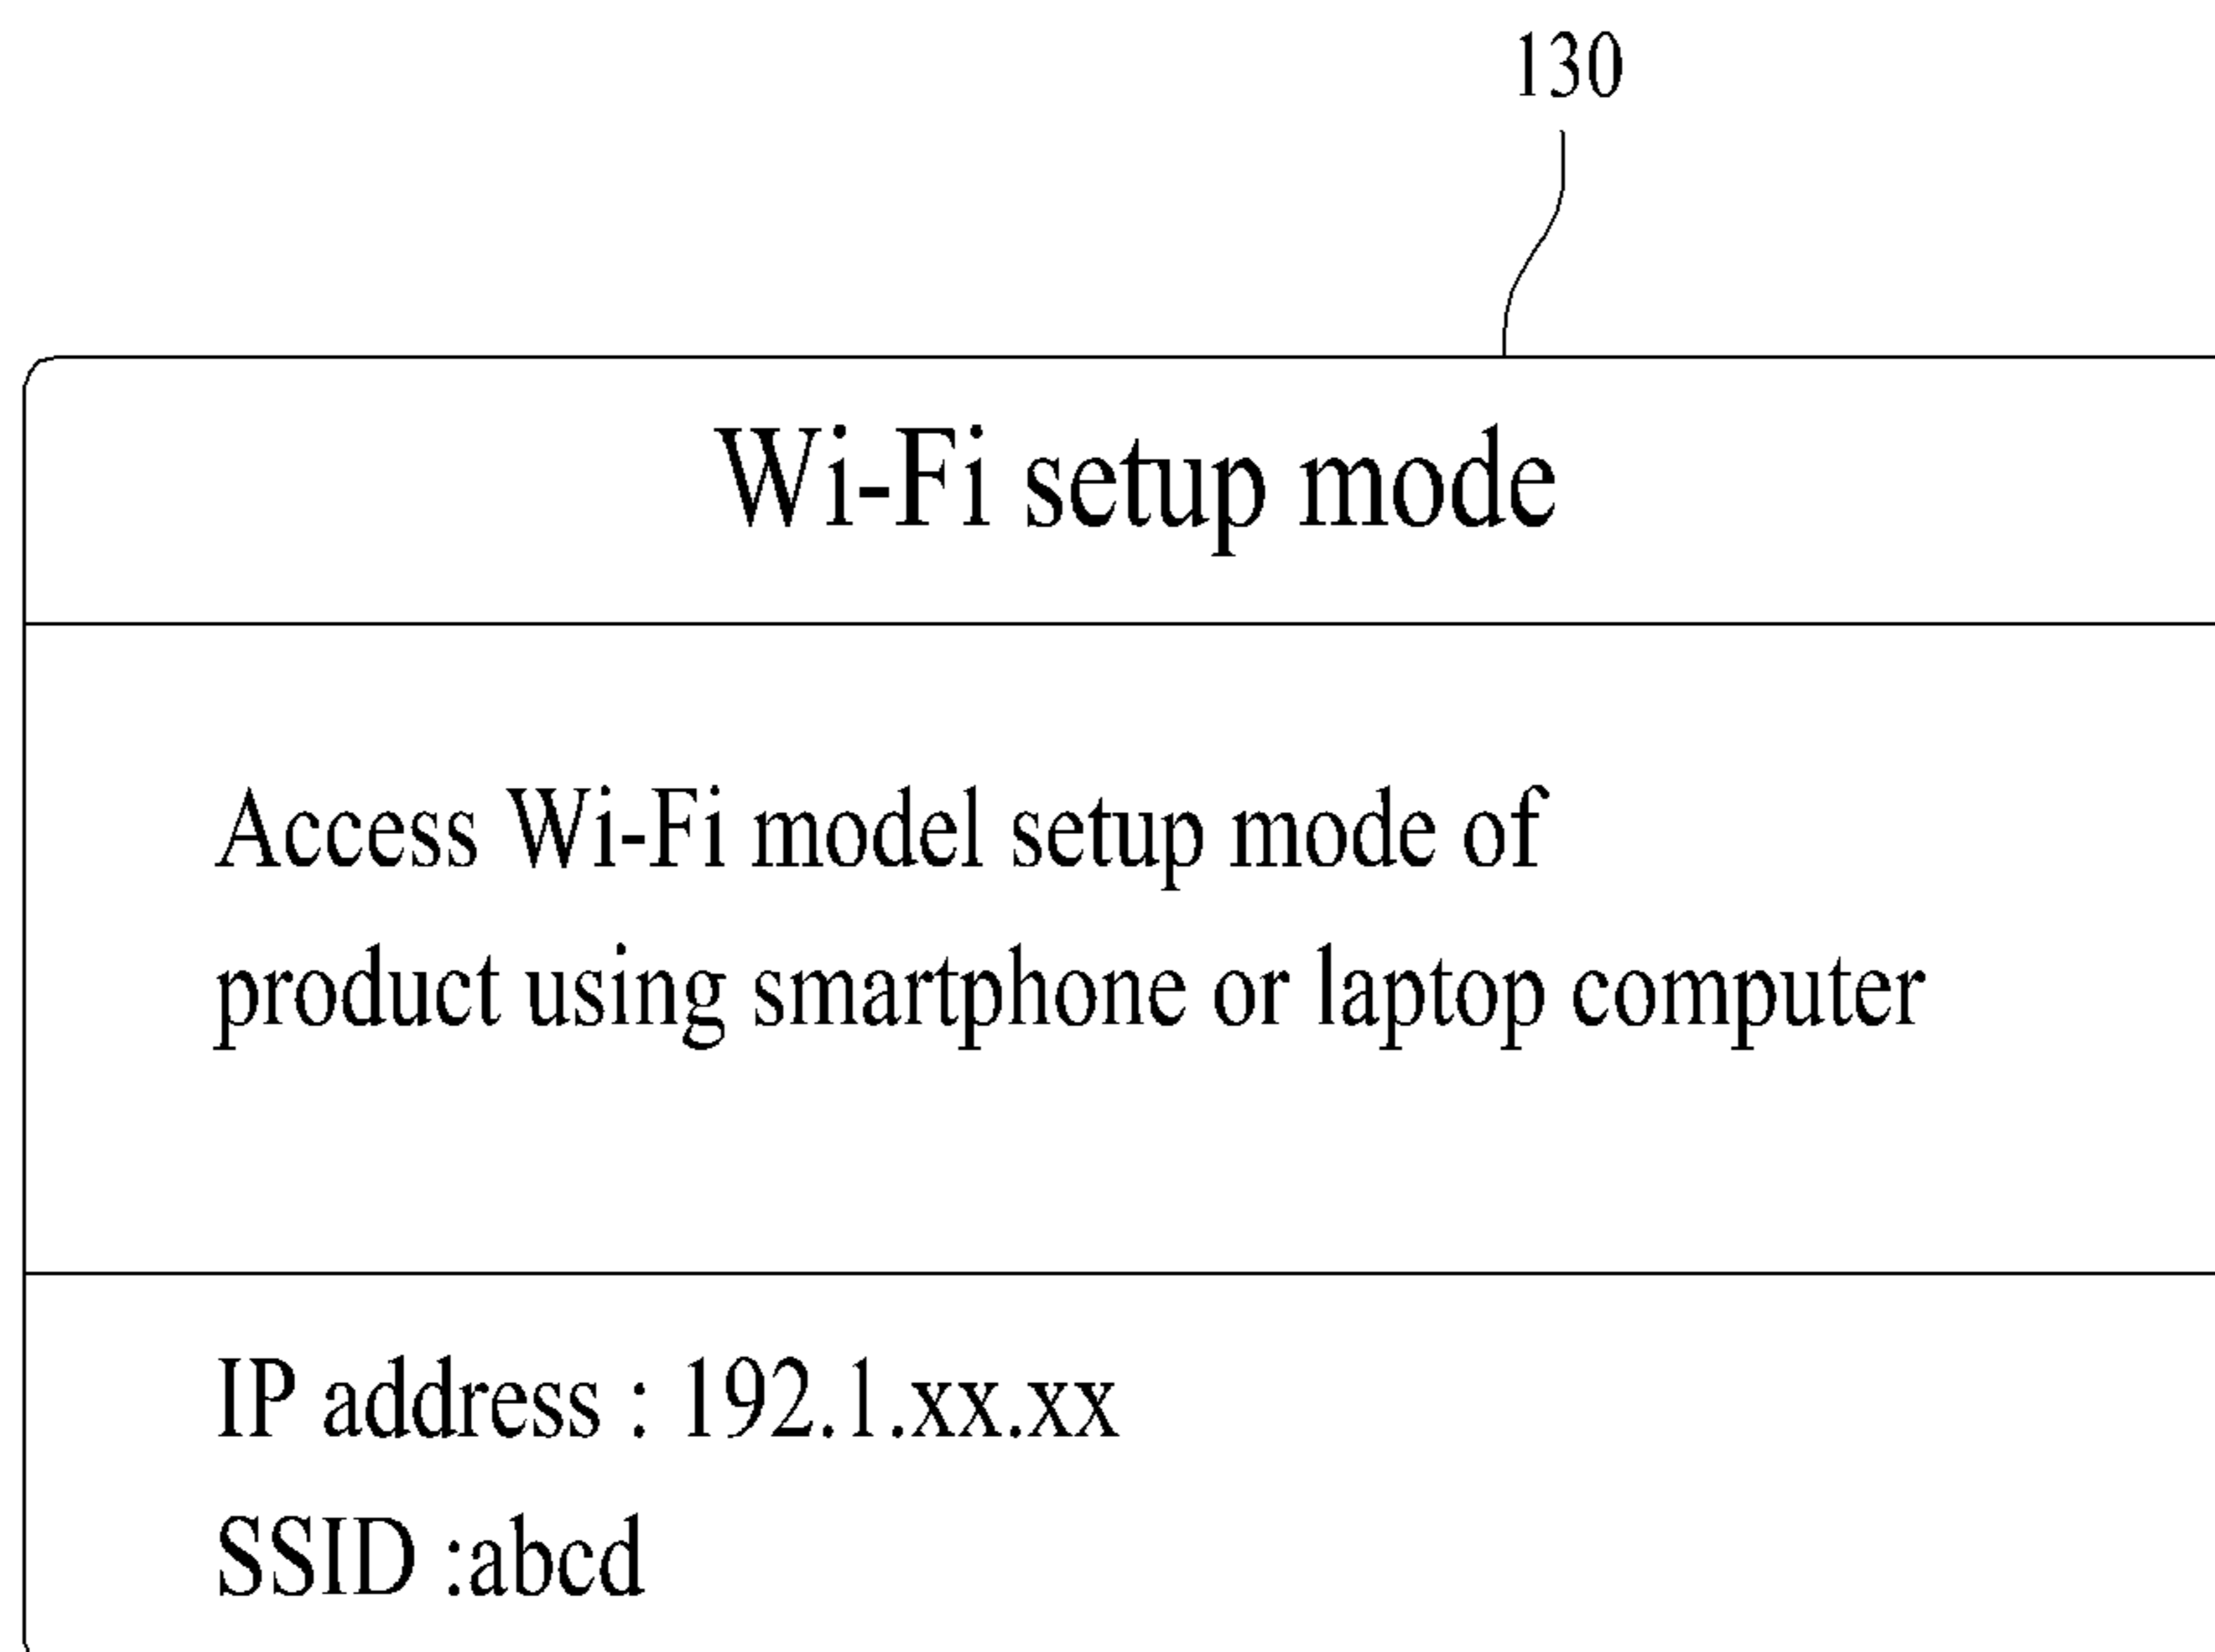 130
Wi-Fi setup mode
Access Wi-Fi model setup mode of
product using smartphone or laptop computer
IP address : 192.1.xx.xx
SSID :abcd